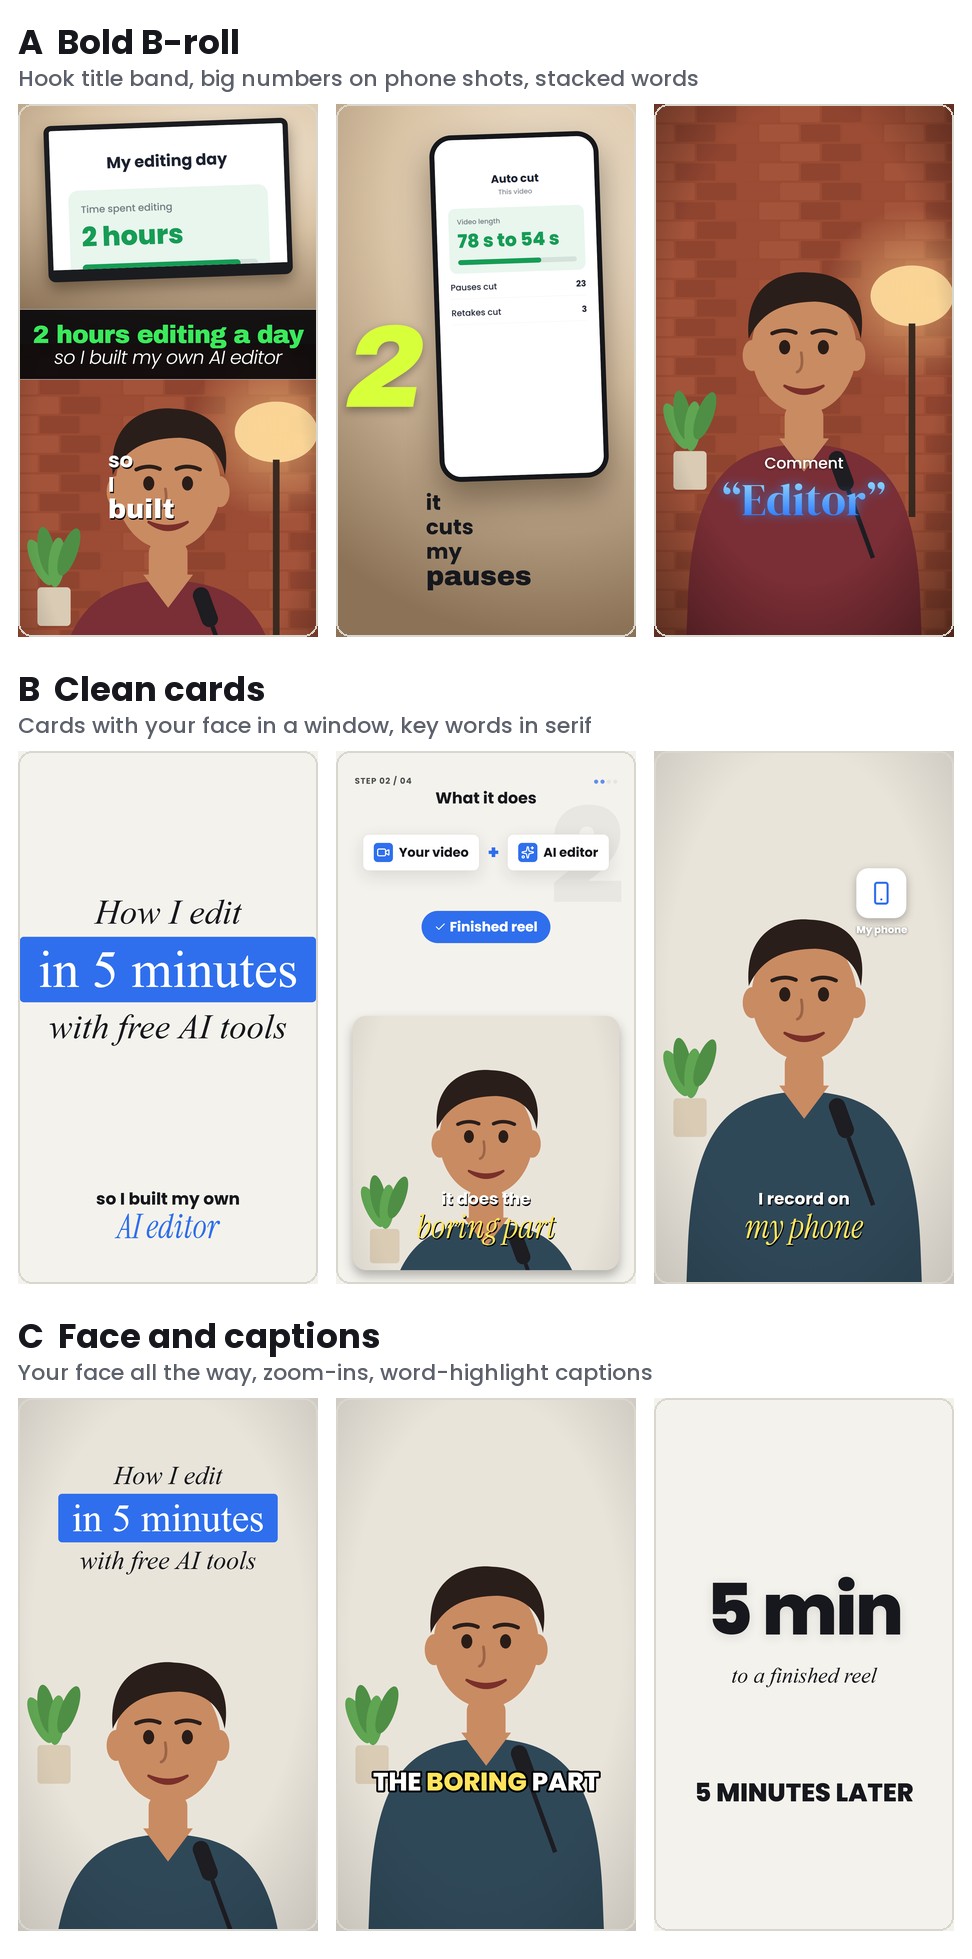 A Bold B-roll
Hook title band, big numbers on phone shots, stacked words
My editing day
Time spent editing
2 hours
2 hours editing a day
so I built my own AI editor
so
I
built
Auto cut
This video
Video length
78 s to 54 s
Pauses cut 23
Retakes cut 3
2
it
cuts
my
pauses
Comment
“Editor”
B Clean cards
Cards with your face in a window, key words in serif
How I edit
in 5 minutes
with free AI tools
so I built my own
AI editor
STEP 02 / 04
What it does
2
Your video + AI editor
Finished reel
it does the
boring part
My phone
I record on
my phone
C Face and captions
Your face all the way, zoom-ins, word-highlight captions
How I edit
in 5 minutes
with free AI tools
THE BORING PART
5 min
to a finished reel
5 MINUTES LATER